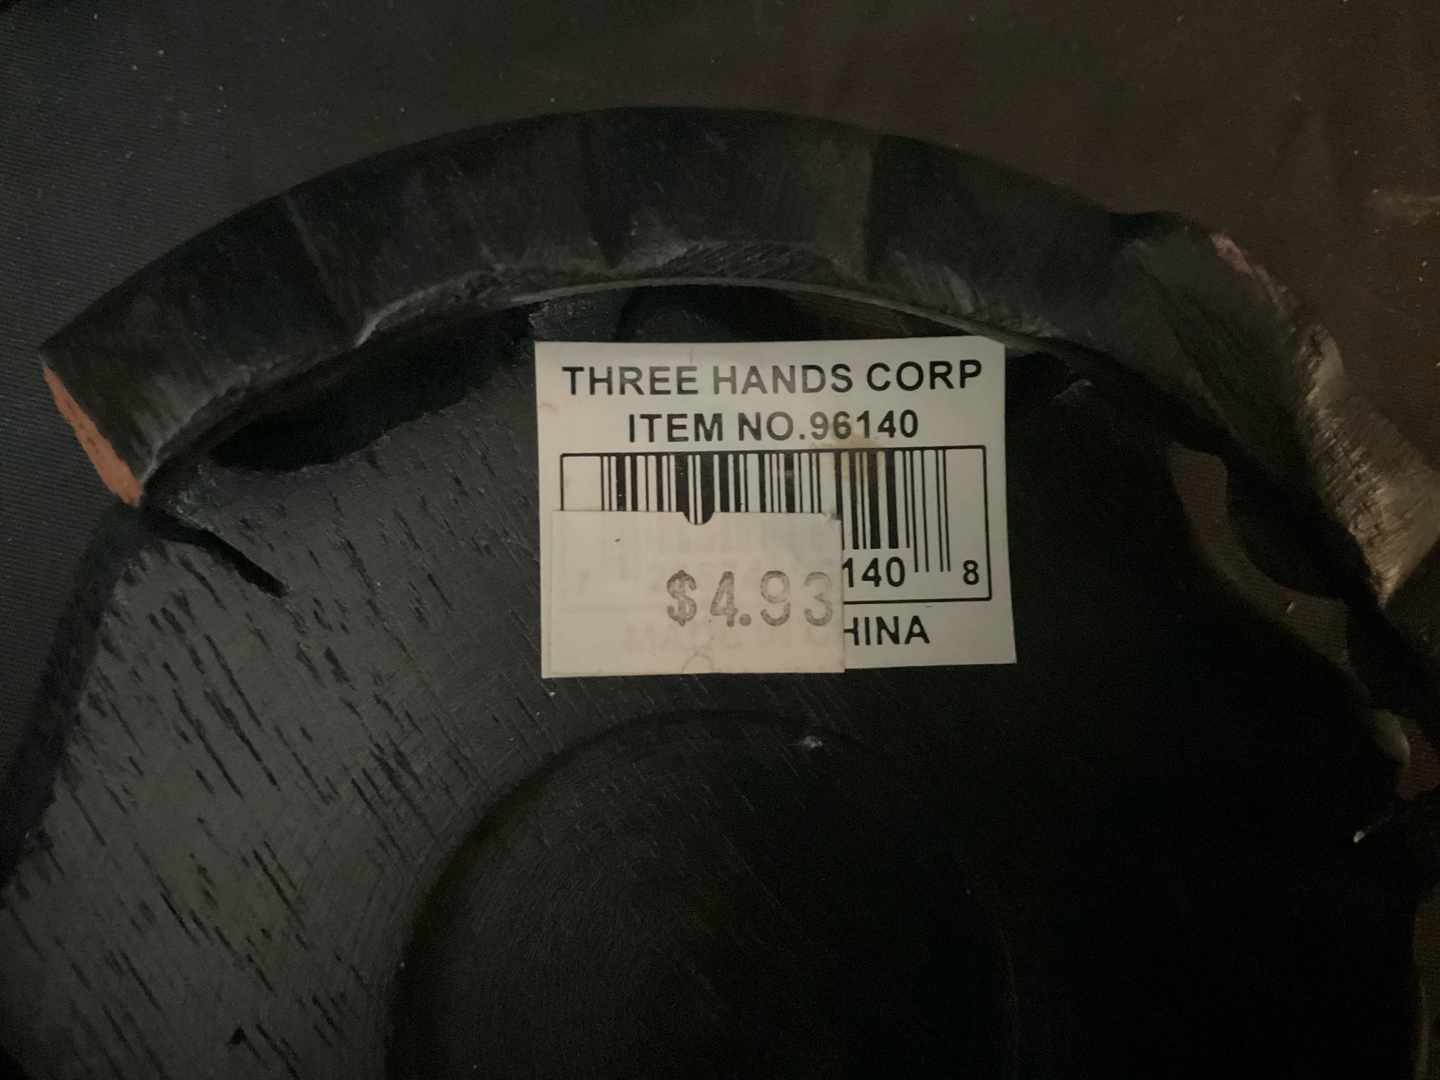 THREE HANDS CORP
ITEM NO.96140
140 8
$4.93
HINA